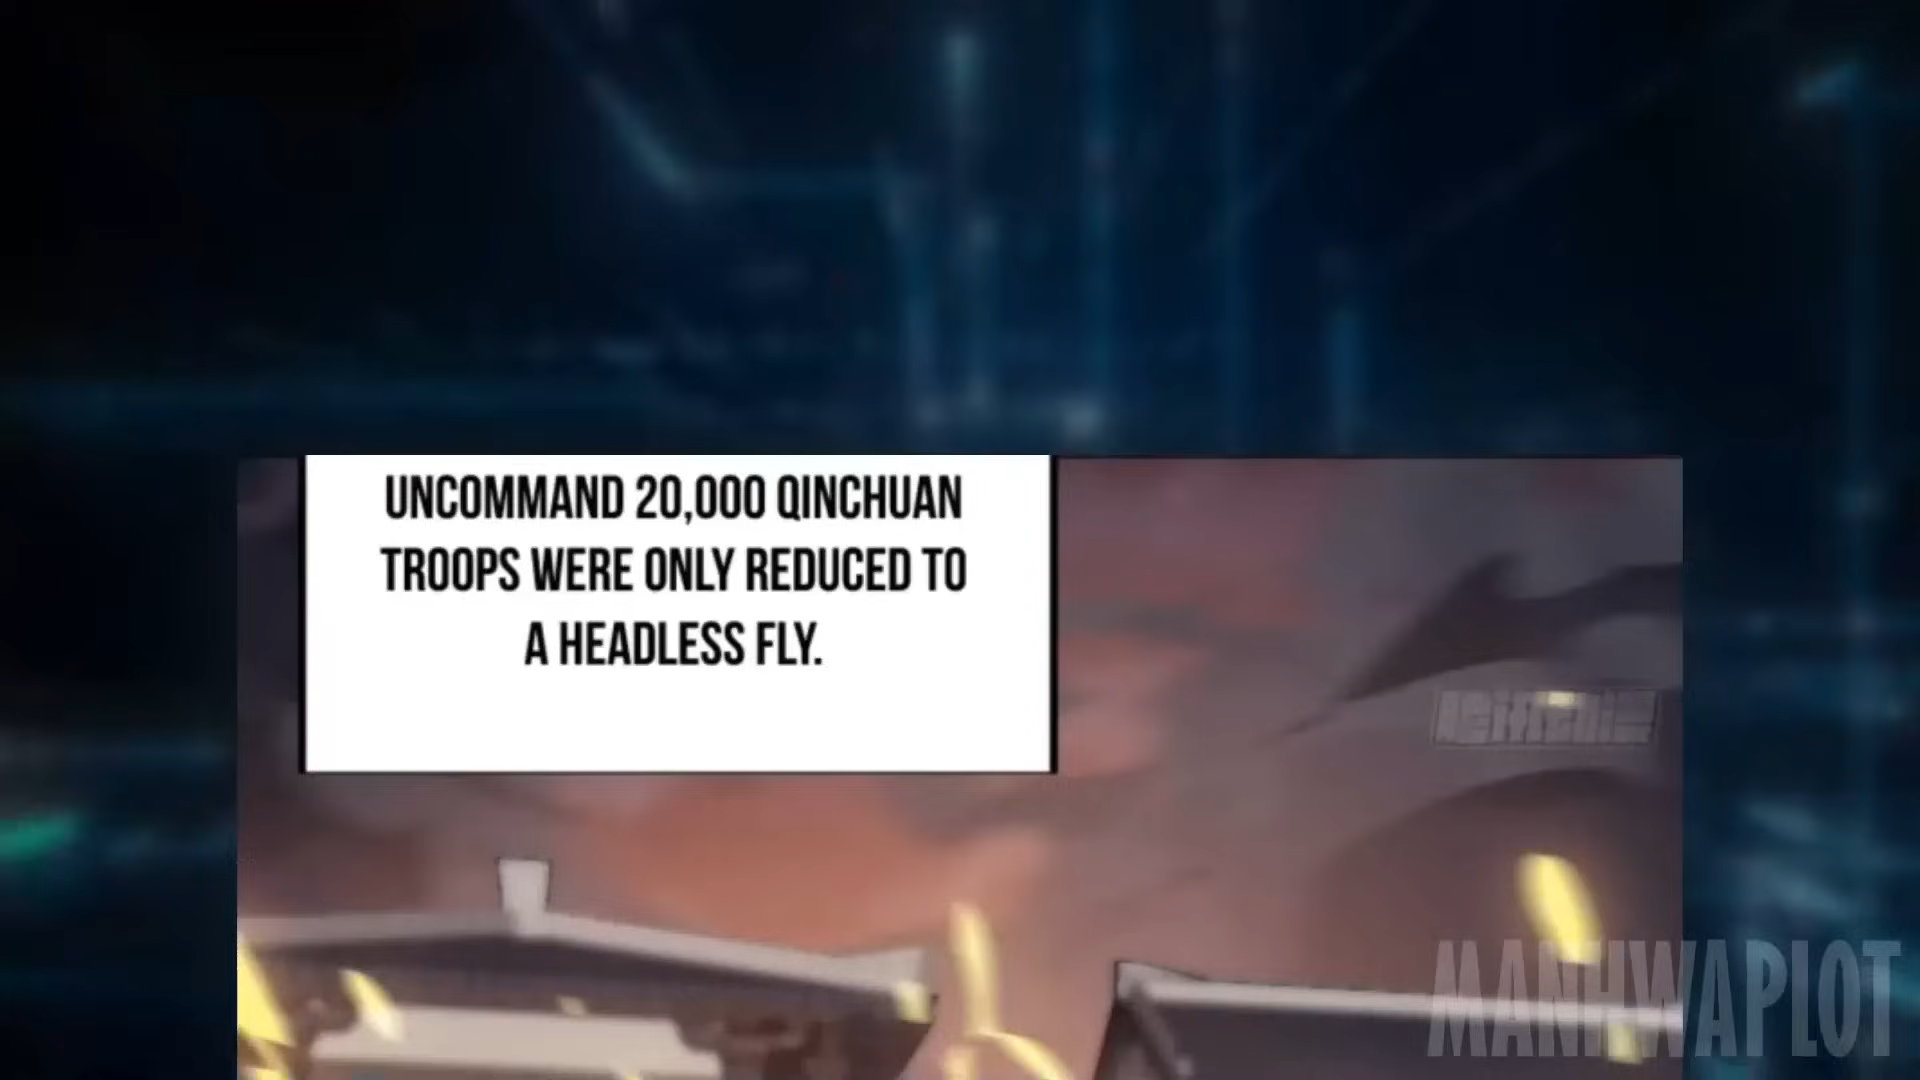 UNCOMMAND 20,000 QINCHUAN
TROOPS WERE ONLY REDUCED TO
A HEADLESS FLY.
MANHWAPLOT